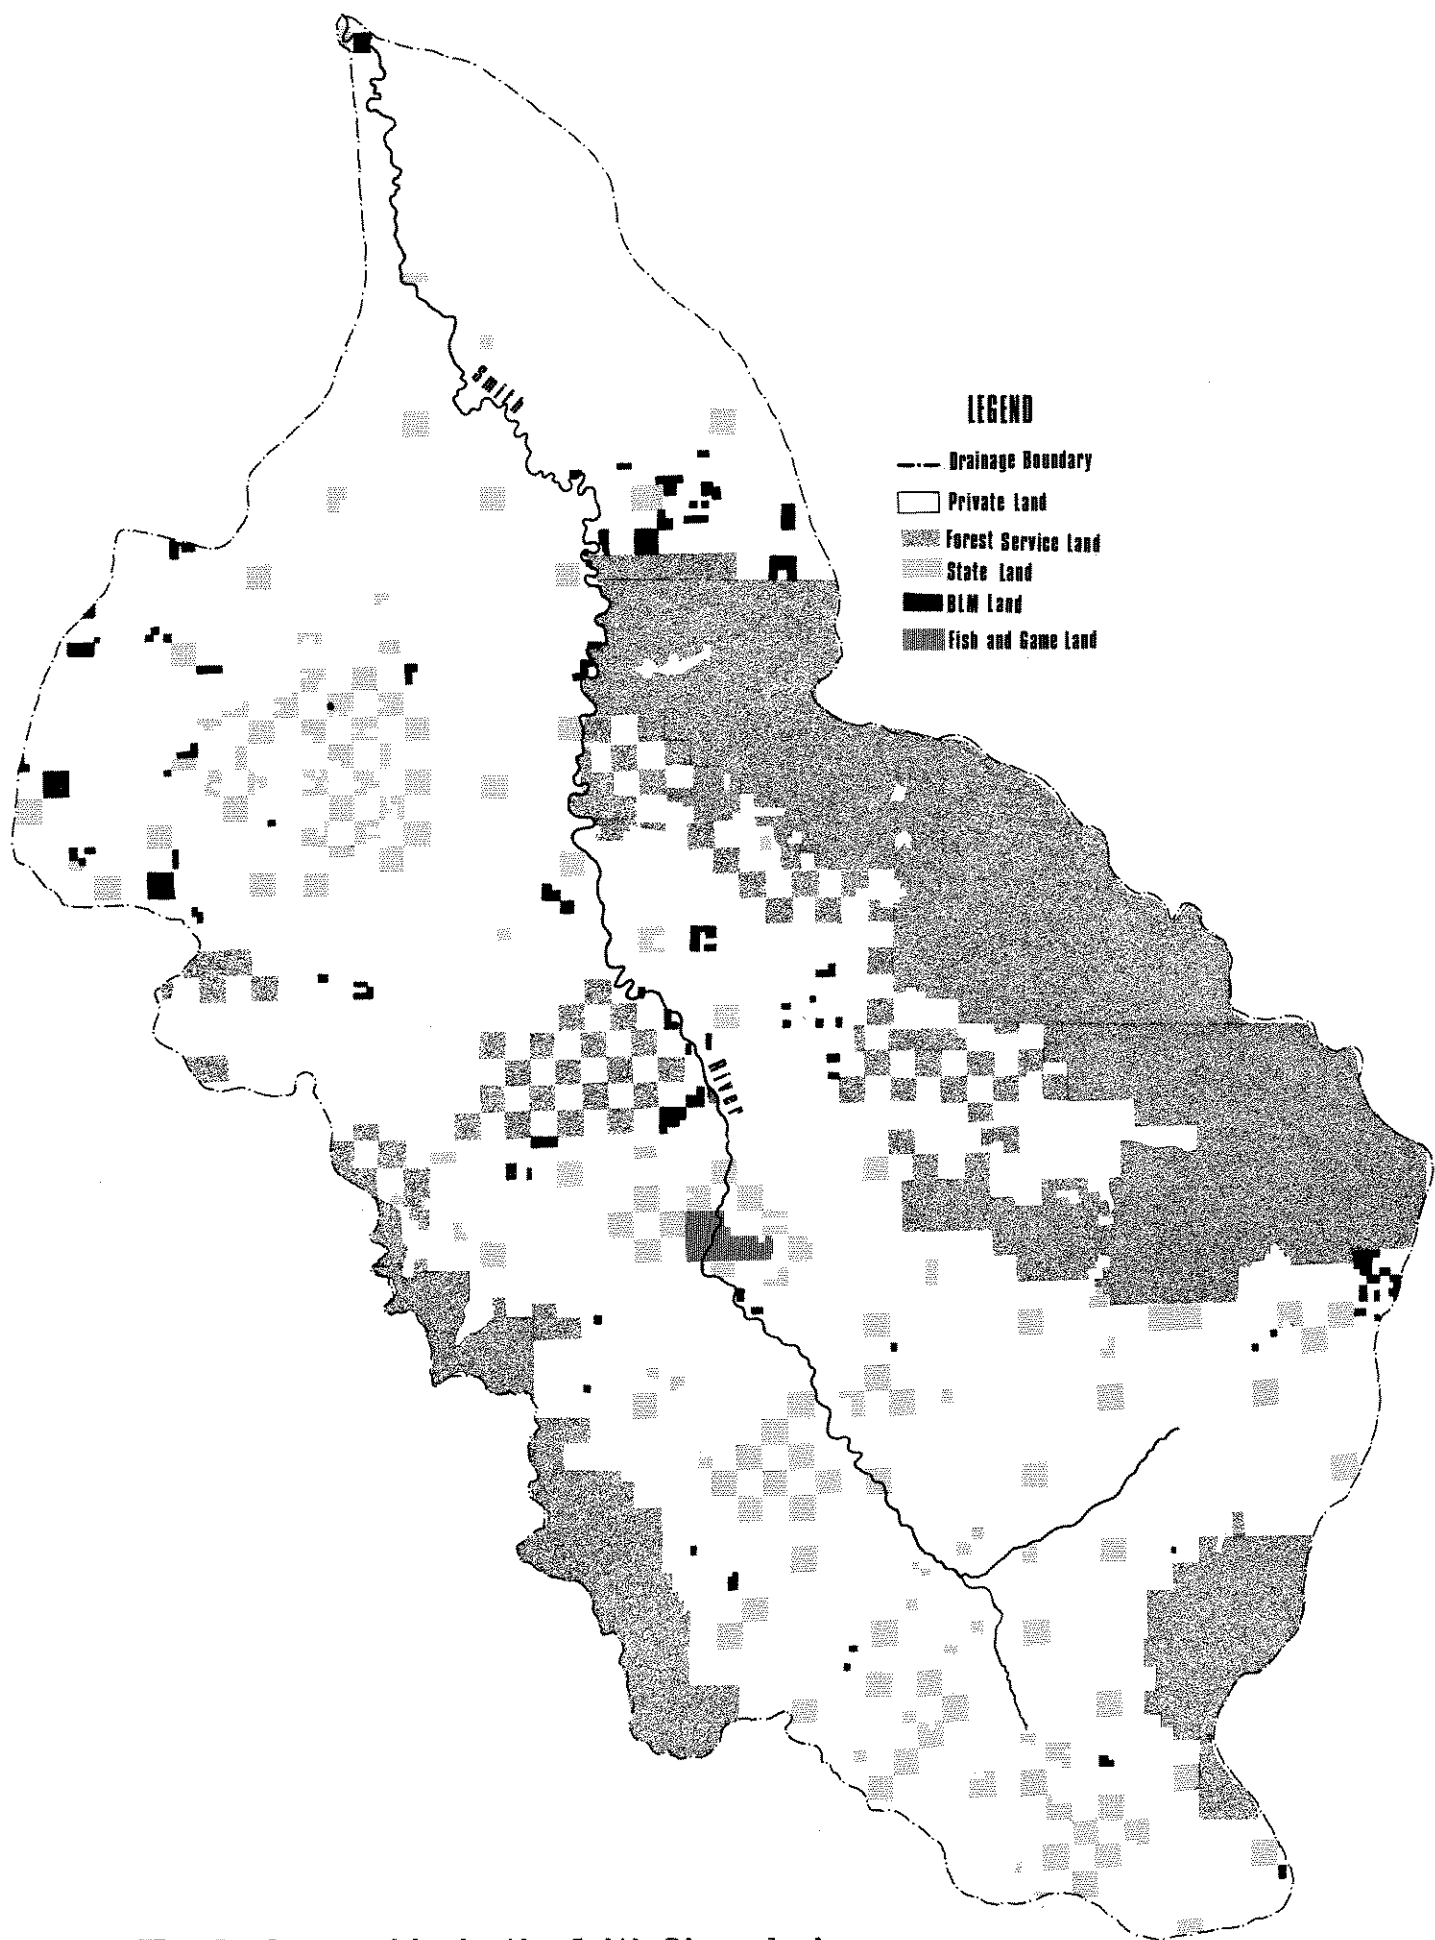 Smith
LEGEND
Drainage Boundary
Private Land
Forest Service Land
State Land
BLM Land
Fish and Game Land
River